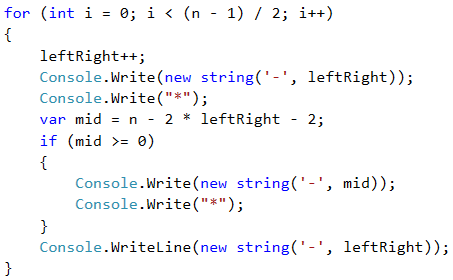 for (int i = 0; i < (n - 1) / 2; i++)
{
    leftRight++;
    Console.Write(new string('-', leftRight));
    Console.Write("*");
    var mid = n - 2 * leftRight - 2;
    if (mid >= 0)
    {
        Console.Write(new string('-', mid));
        Console.Write("*");
    }
    Console.WriteLine(new string('-', leftRight));
}